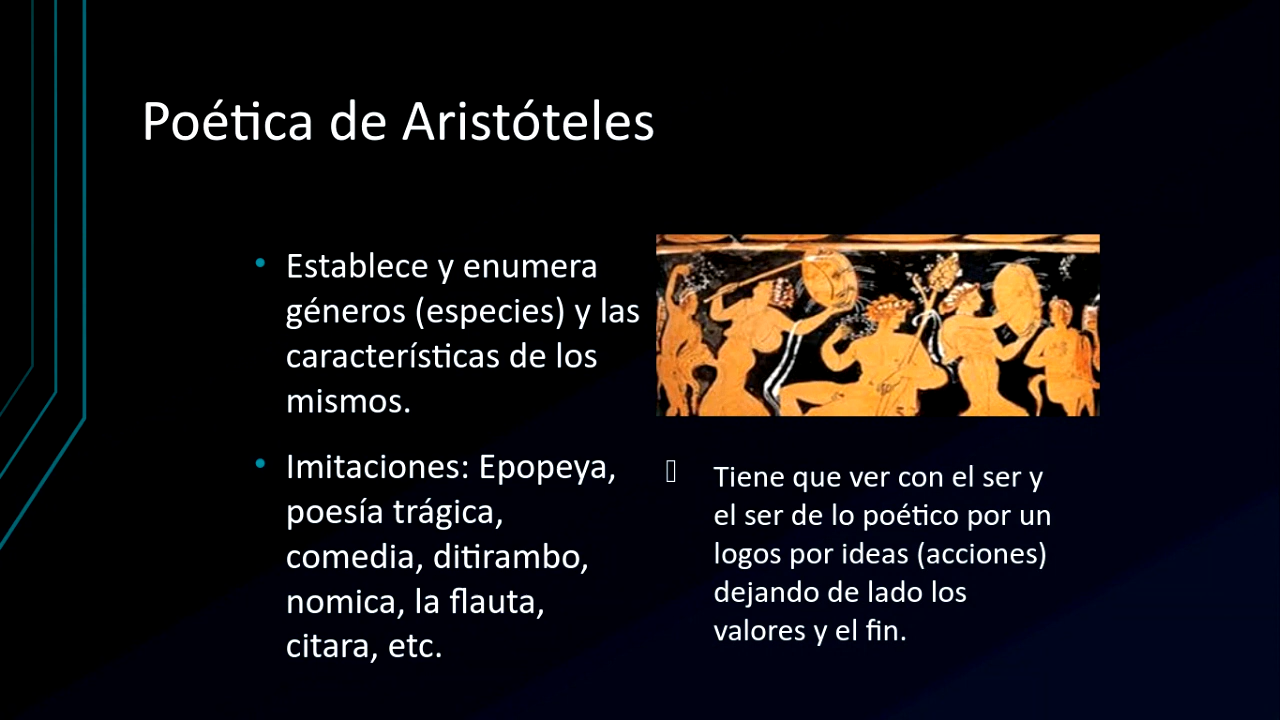 Poética de Aristóteles
• Establece y enumera
géneros (especies) y las
características de los
mismos.
• Imitaciones: Epopeya,
poesía trágica,
comedia, ditirambo,
nomica, la flauta,
citara, etc.
Tiene que ver con el ser y
el ser de lo poético por un
logos por ideas (acciones)
dejando de lado los
valores y el fin.